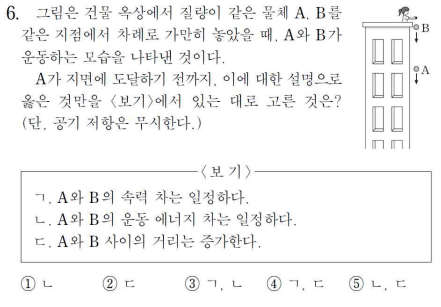 6. 그림은 건물 옥상에서 질량이 같은 물체 A, B를
같은 지점에서 차례로 가만히 놓았을 때, A와 B가
운동하는 모습을 나타낸 것이다.
A가 지면에 도달하기 전까지, 이에 대한 설명으로
옳은 것만을 <보기>에서 있는 대로 고른 것은?
(단, 공기 저항은 무시한다.)
B
A
<보기>
ㄱ. A와 B의 속력 차는 일정하다.
ㄴ. A와 B의 운동 에너지 차는 일정하다.
ㄷ. A와 B 사이의 거리는 증가한다.
① ㄴ ② ㄷ ③ ㄱ, ㄴ ④ ㄱ, ㄷ ⑤ ㄴ, ㄷ